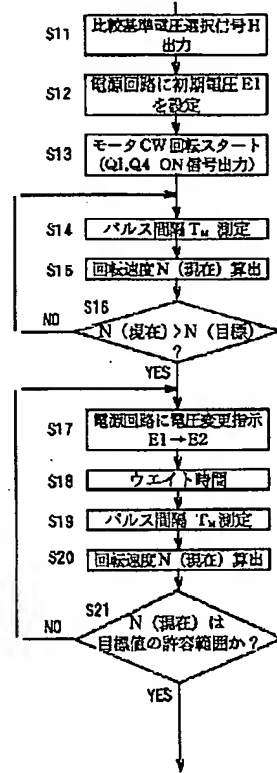 S11
比較基準電圧選択信号H
出力
S12
電源回路に初期電圧E1
を設定
S13
モータCW回転スタート
(Q1,Q4 ON信号出力)
S14
パルス間隔 TM 測定
S15
回転速度N (現在) 算出
S16
N (現在) > N (目標)
?
NO
YES
S17
電源回路に電圧変更指示
E1→E2
S18
ウエイト時間
S19
パルス間隔 TM 測定
S20
回転速度N (現在) 算出
S21
N (現在) は
目標値の許容範囲か?
NO
YES